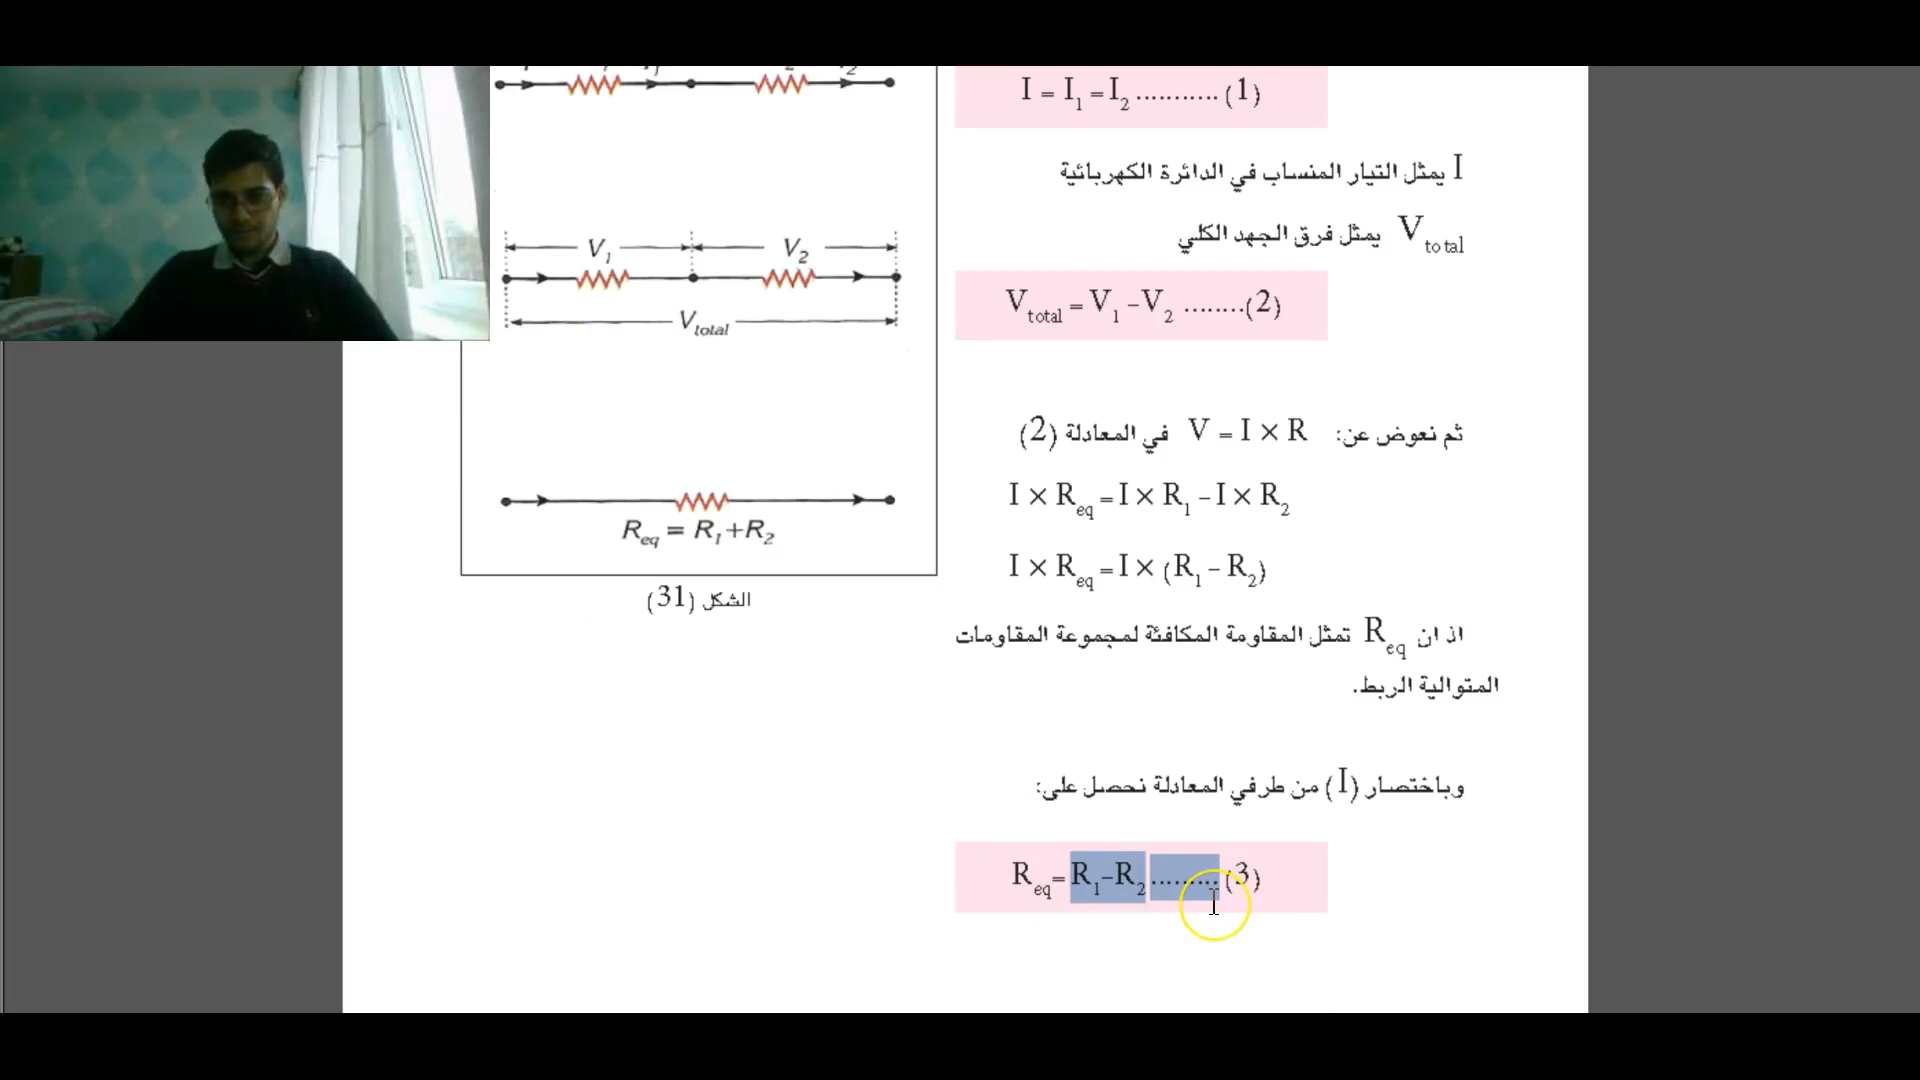 I = I₁ = I₂ ........... (1)
I يمثل التيار المنساب في الدائرة الكهربائية
V total يمثل فرق الجهد الكلي
V total = V₁ – V₂ ........(2)
ثم نعوض عن: V = I × R في المعادلة (2)
I × Req = I × R₁ – I × R₂
I × Req = I × (R₁ – R₂)
اذ ان Req تمثل المقاومة المكافئة لمجموعة المقاومات
المتوالية الربط.
وباختصار (I) من طرفي المعادلة نحصل على:
Req = R₁–R₂ ......... (3)
V₁ V₂
Vtotal
Req = R₁+R₂
الشكل (31)